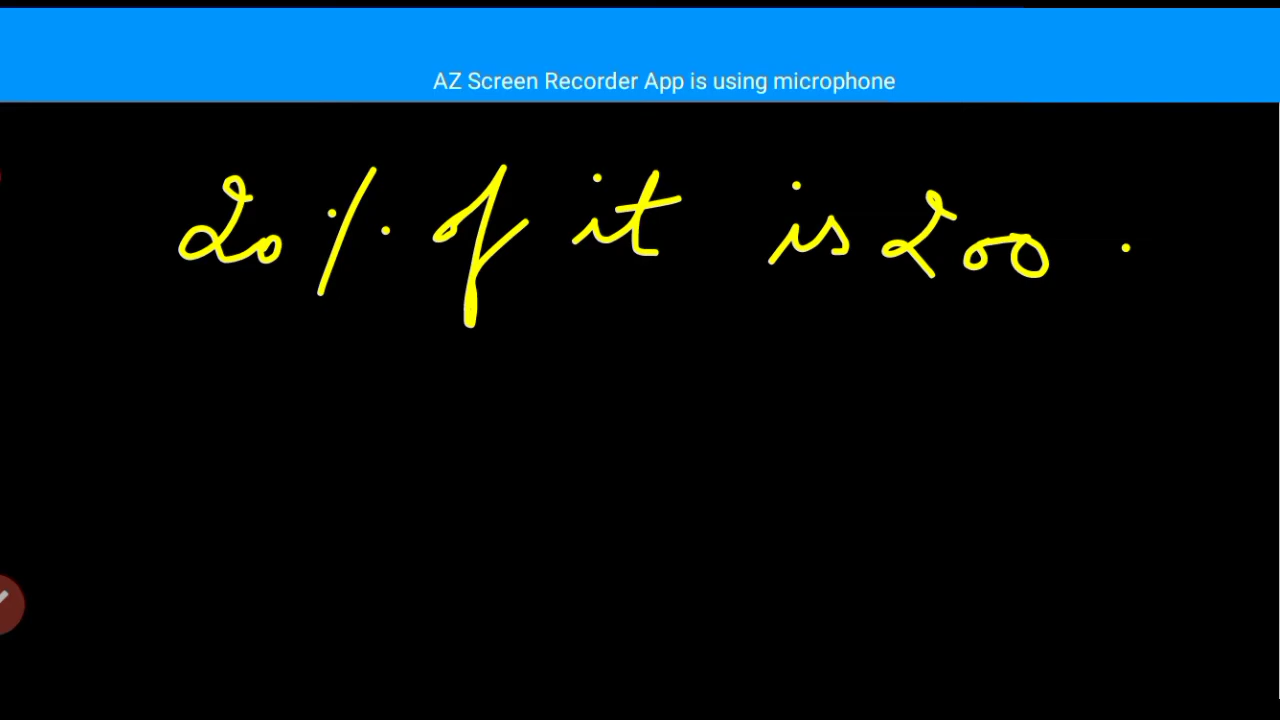 AZ Screen Recorder App is using microphone
20 % of it is 200 .